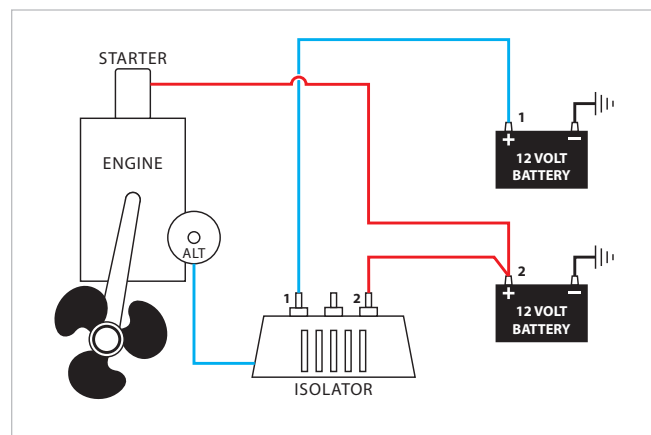 STARTER
1
+
−
12 VOLT
BATTERY
ENGINE
ALT
2
+
−
12 VOLT
BATTERY
1
2
ISOLATOR